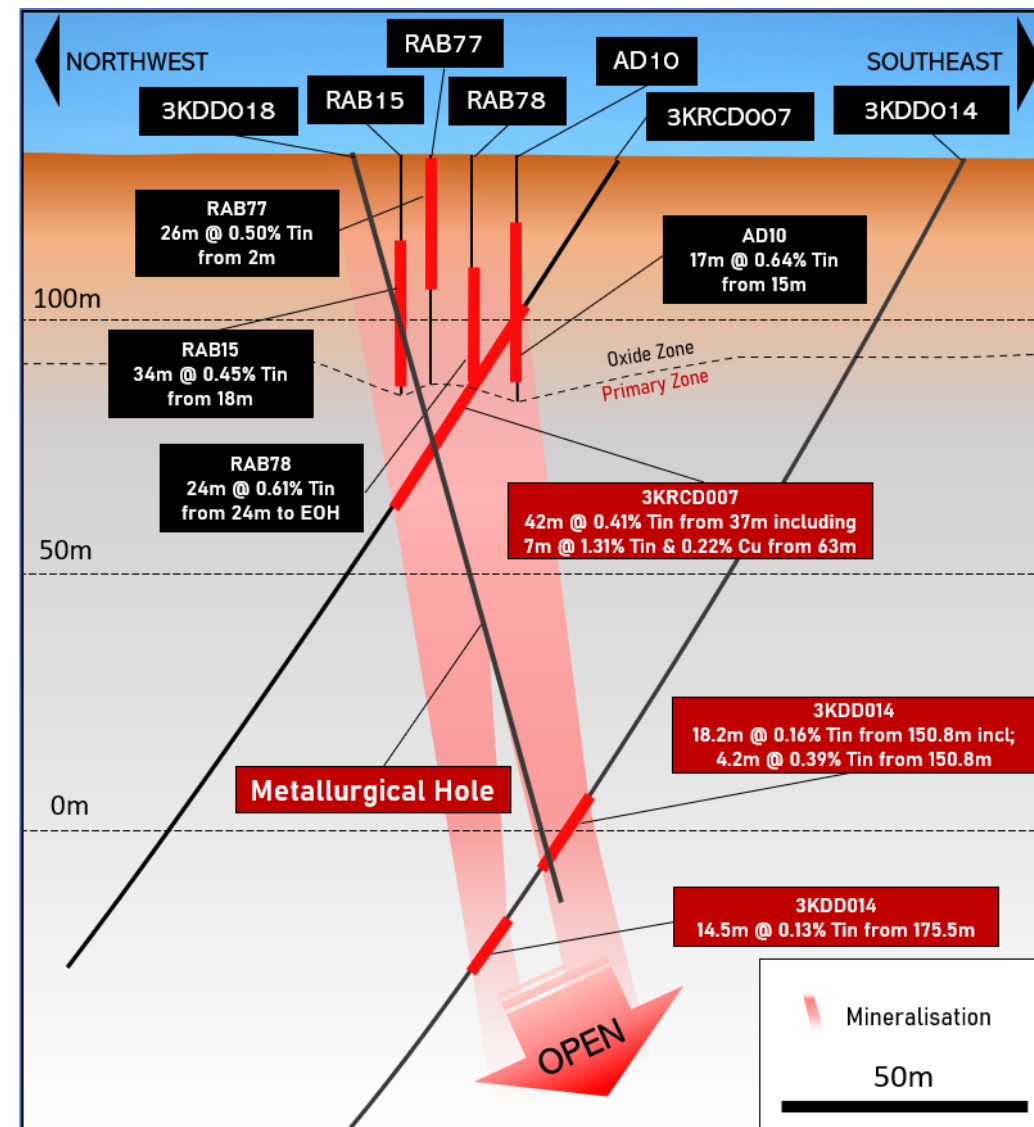 NORTHWEST
RAB77
AD10
SOUTHEAST
RAB15
RAB78
3KDD018
3KRCD007
3KDD014
RAB77
26m @ 0.50% Tin
from 2m
AD10
17m @ 0.64% Tin
from 15m
100m
RAB15
34m @ 0.45% Tin
from 18m
Oxide Zone
Primary Zone
RAB78
24m @ 0.61% Tin
from 24m to EOH
3KRCD007
42m @ 0.41% Tin from 37m including
7m @ 1.31% Tin & 0.22% Cu from 63m
50m
3KDD014
18.2m @ 0.16% Tin from 150.8m incl;
4.2m @ 0.39% Tin from 150.8m
Metallurgical Hole
0m
3KDD014
14.5m @ 0.13% Tin from 175.5m
OPEN
Mineralisation
50m